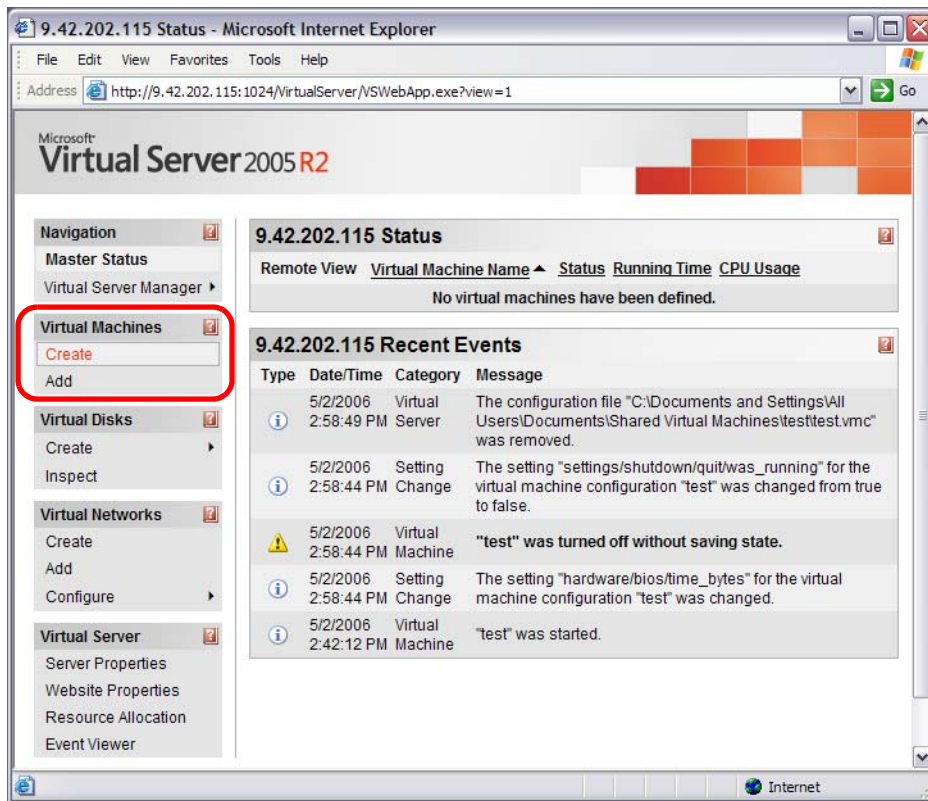 9.42.202.115 Status - Microsoft Internet Explorer
File Edit View Favorites Tools Help
Address http://9.42.202.115:1024/VirtualServer/VSWebApp.exe?view=1 Go
Microsoft
Virtual Server 2005 R2
Navigation
Master Status
Virtual Server Manager
Virtual Machines
Create
Add
Virtual Disks
Create
Inspect
Virtual Networks
Create
Add
Configure
Virtual Server
Server Properties
Website Properties
Resource Allocation
Event Viewer
9.42.202.115 Status
Remote View Virtual Machine Name Status Running Time CPU Usage
No virtual machines have been defined.
9.42.202.115 Recent Events
Type Date/Time Category Message
5/2/2006 Virtual The configuration file "C:\Documents and Settings\All
2:58:49 PM Server Users\Documents\Shared Virtual Machines\test\test.vmc"
was removed.
5/2/2006 Setting The setting "settings/shutdown/quit/was_running" for the
2:58:44 PM Change virtual machine configuration "test" was changed from true
to false.
5/2/2006 Virtual
2:58:44 PM Machine "test" was turned off without saving state.
5/2/2006 Setting The setting "hardware/bios/time_bytes" for the virtual
2:58:44 PM Change machine configuration "test" was changed.
5/2/2006 Virtual
2:42:12 PM Machine "test" was started.
Internet